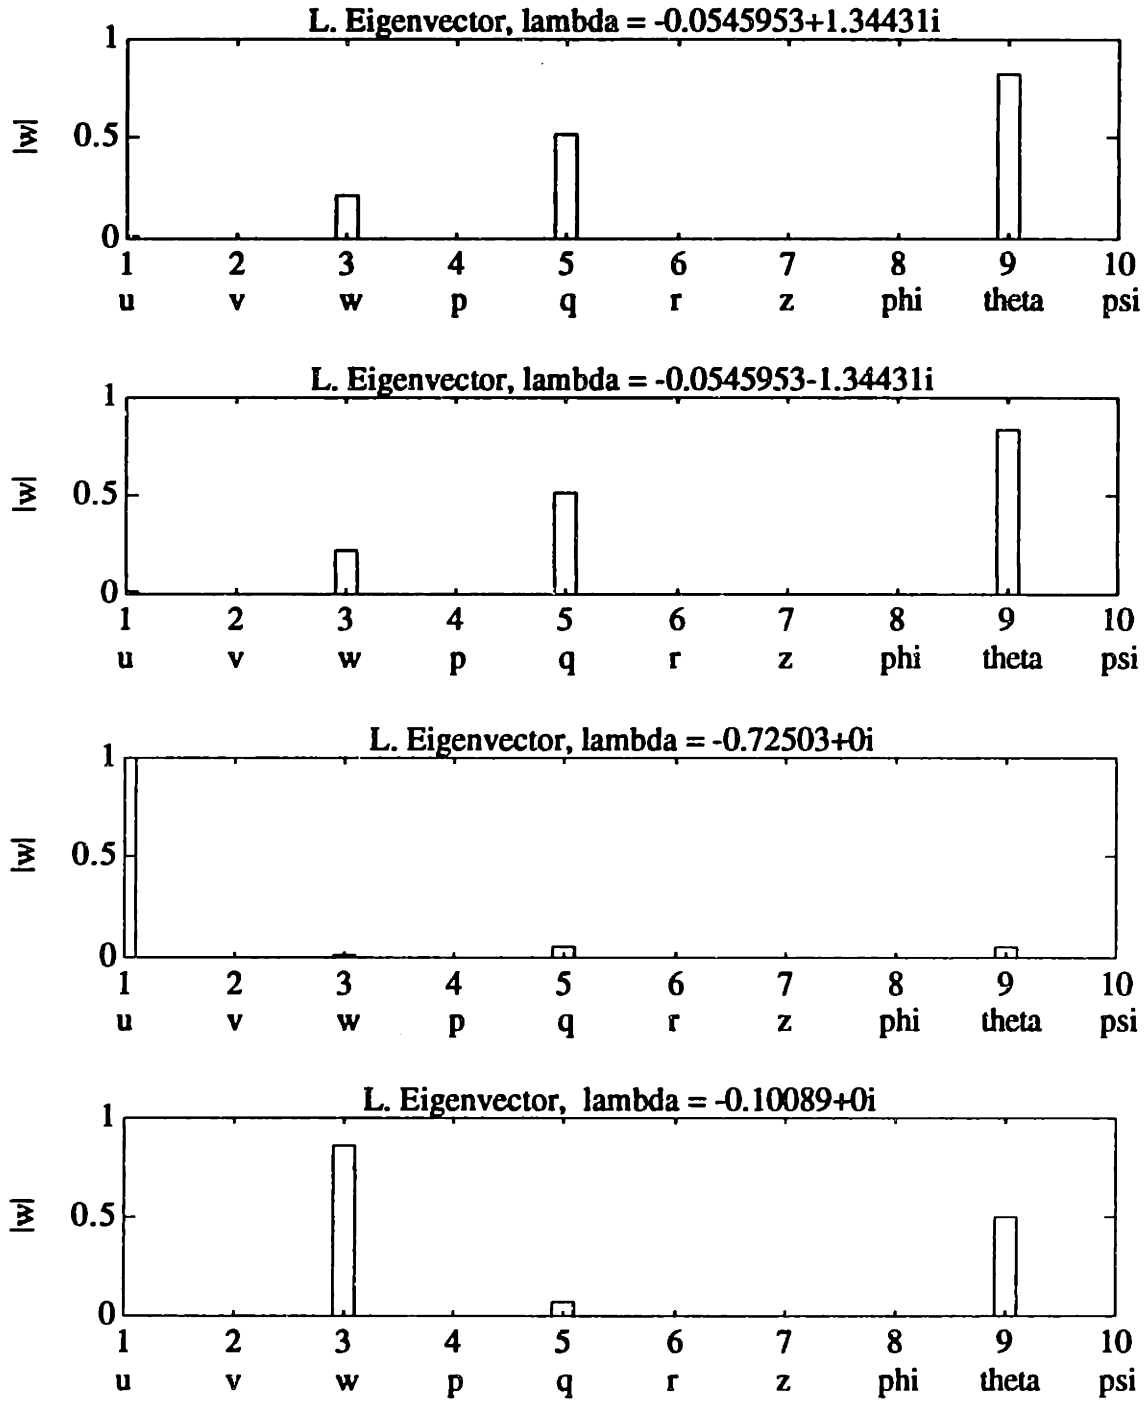 L. Eigenvector, lambda = -0.0545953+1.34431i
1
0.5
0
|w|
1 2 3 4 5 6 7 8 9 10
u v w p q r z phi theta psi
L. Eigenvector, lambda = -0.0545953-1.34431i
1
0.5
0
|w|
1 2 3 4 5 6 7 8 9 10
u v w p q r z phi theta psi
L. Eigenvector, lambda = -0.72503+0i
1
0.5
0
|w|
1 2 3 4 5 6 7 8 9 10
u v w p q r z phi theta psi
L. Eigenvector, lambda = -0.10089+0i
1
0.5
0
|w|
1 2 3 4 5 6 7 8 9 10
u v w p q r z phi theta psi